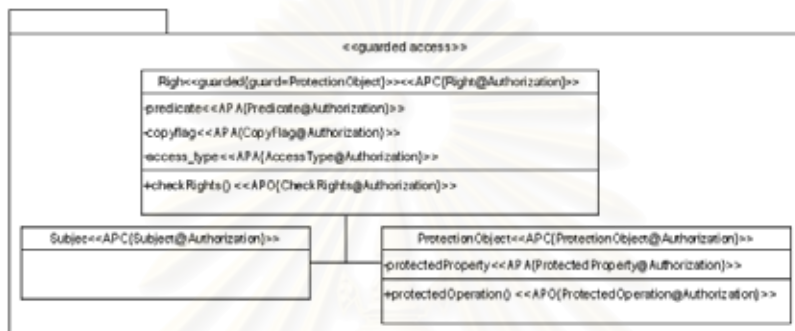 <<guarded access>>
Righ<<guarded{guard=ProtectionObject}>><<APC{Right@Authorization}>>
-predicate<<APA{Predicate@Authorization}>>
-copyflag<<APA{CopyFlag@Authorization}>>
-access_type<<APA{AccessType@Authorization}>>
+checkRights() <<APO{CheckRights@Authorization}>>
Subjec<<APC{Subject@Authorization}>>
ProtectionObject<<APC{ProtectionObject@Authorization}>>
-protectedProperty<<APA{ProtectedProperty@Authorization}>>
+protectedOperation() <<APO{ProtectedOperation@Authorization}>>